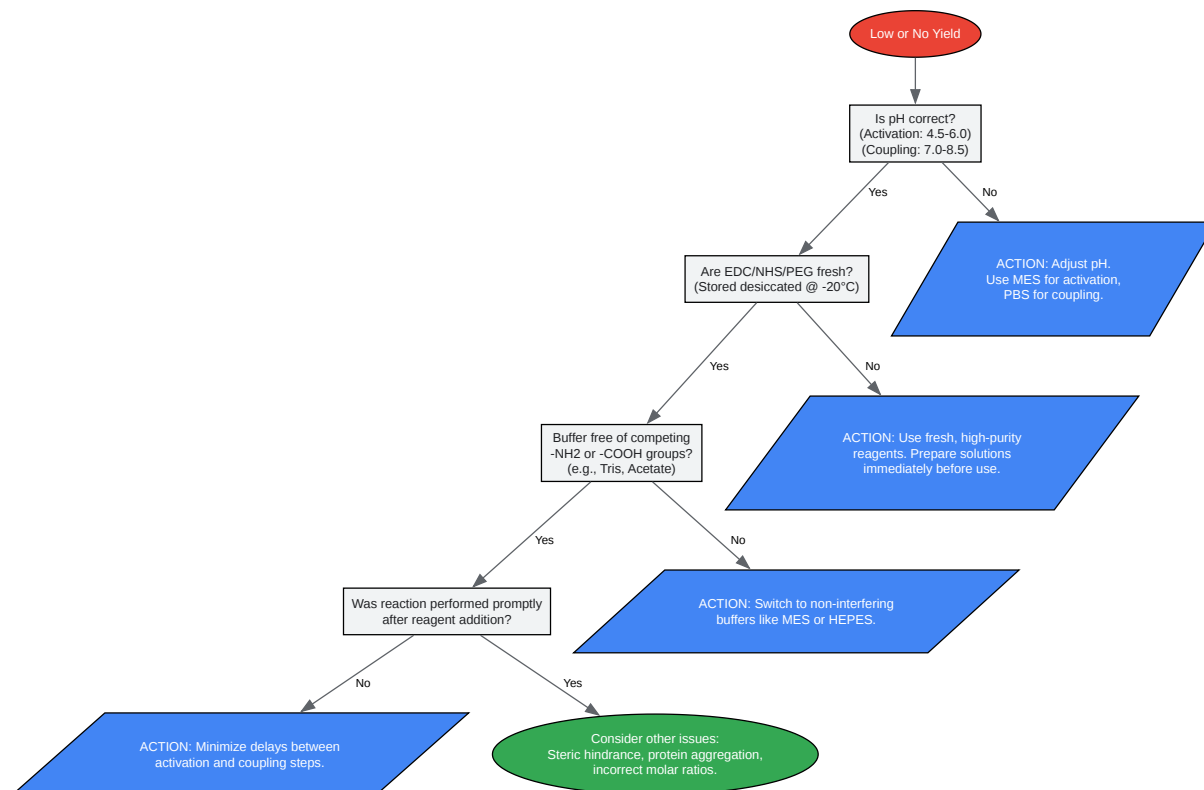 Low or No Yield
Is pH correct?
(Activation: 4.5-6.0)
(Coupling: 7.0-8.5)
Yes
No
ACTION: Adjust pH.
Use MES for activation,
PBS for coupling.
Are EDC/NHS/PEG fresh?
(Stored desiccated @ -20°C)
Yes
No
ACTION: Use fresh, high-purity
reagents. Prepare solutions
immediately before use.
Buffer free of competing
-NH2 or -COOH groups?
(e.g., Tris, Acetate)
Yes
No
ACTION: Switch to non-interfering
buffers like MES or HEPES.
Was reaction performed promptly
after reagent addition?
No
Yes
ACTION: Minimize delays between
activation and coupling steps.
Consider other issues:
Steric hindrance, protein aggregation,
incorrect molar ratios.